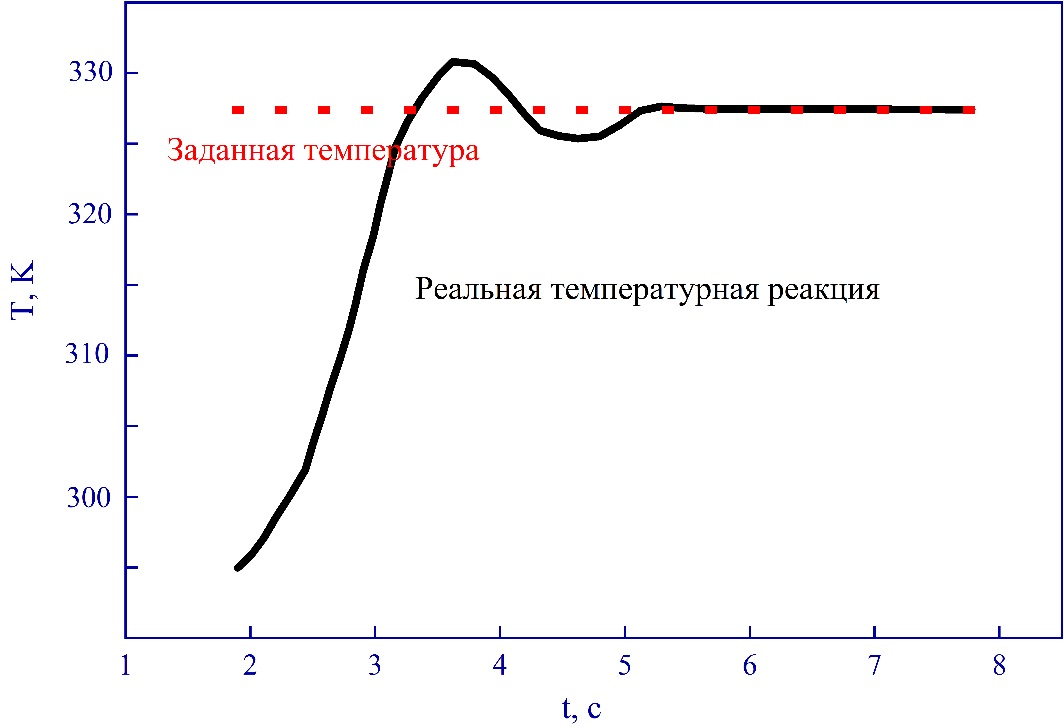 330
Заданная температура
320
Реальная температурная реакция
T, K
310
300
1 2 3 4 5 6 7 8
t, c